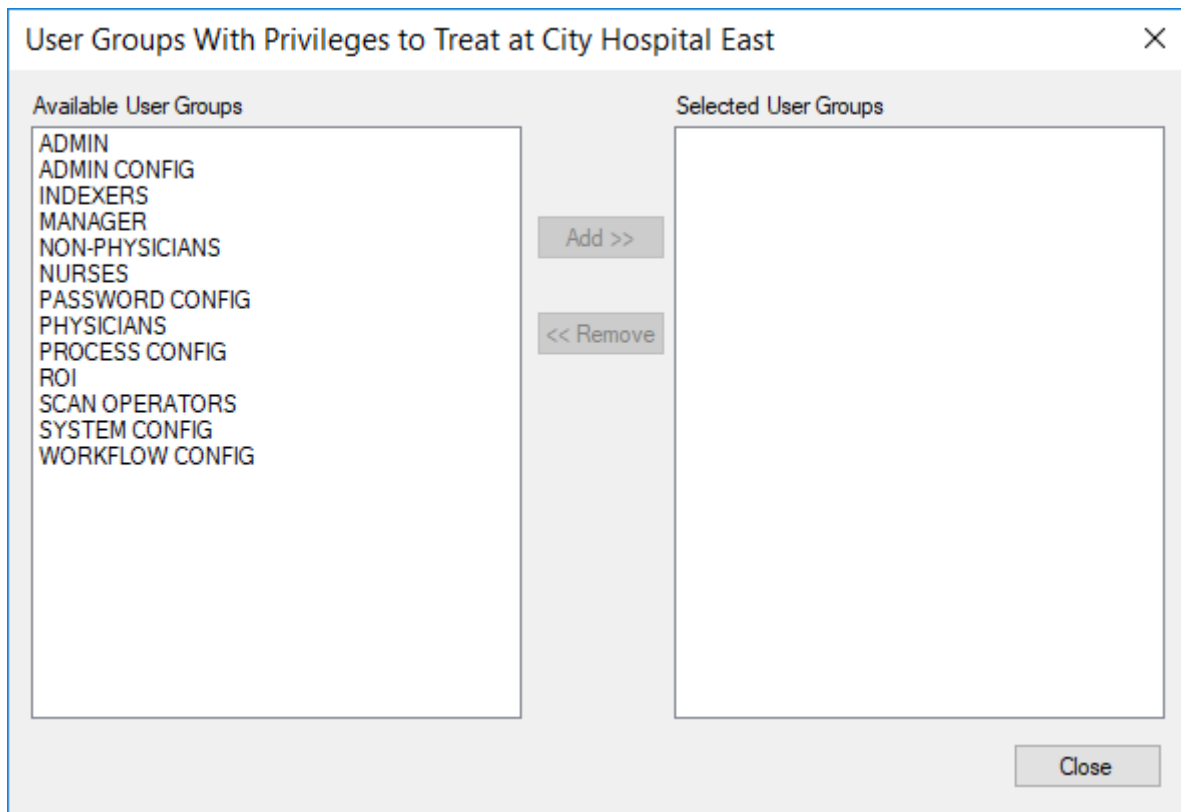 User Groups With Privileges to Treat at City Hospital East
Available User Groups
ADMIN
ADMIN CONFIG
INDEXERS
MANAGER
NON-PHYSICIANS
NURSES
PASSWORD CONFIG
PHYSICIANS
PROCESS CONFIG
ROI
SCAN OPERATORS
SYSTEM CONFIG
WORKFLOW CONFIG
Add >>
<< Remove
Selected User Groups
Close